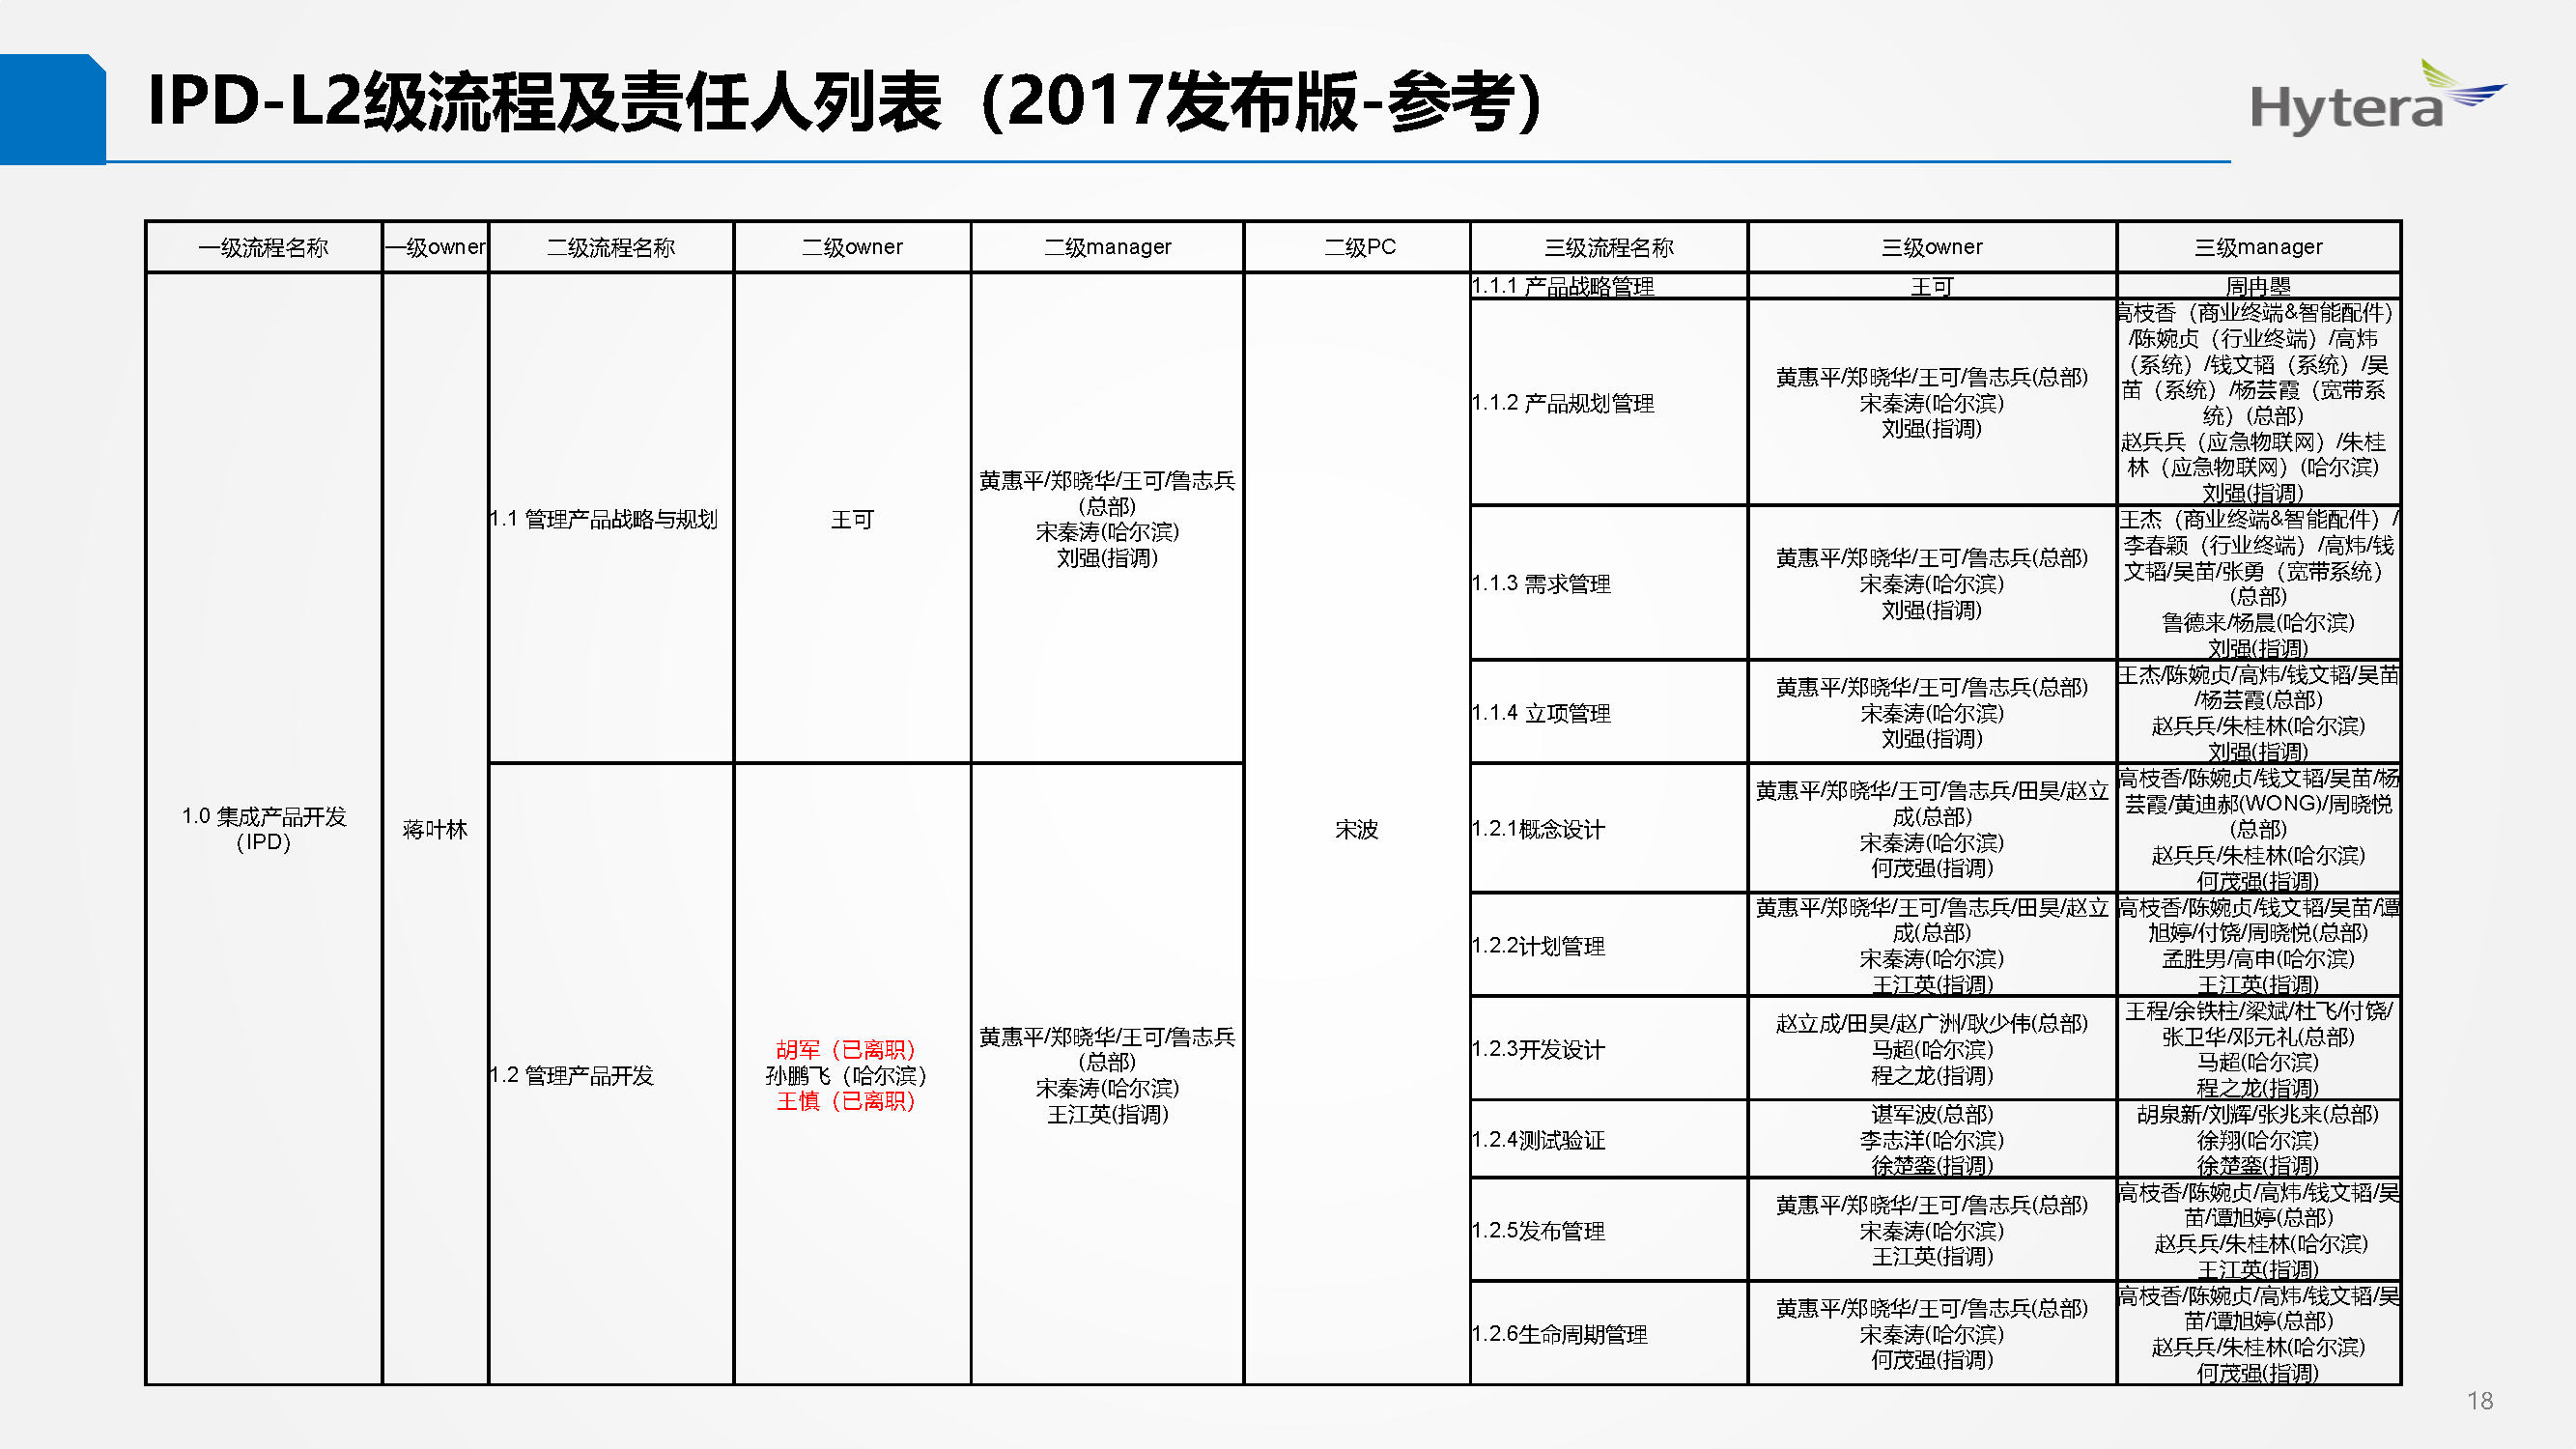 IPD-L2级流程及责任人列表（2017发布版-参考）
Hytera
一级流程名称
一级owner
二级流程名称
二级owner
二级manager
二级PC
三级流程名称
三级owner
三级manager
1.0 集成产品开发
（IPD）
蒋叶林
1.1 管理产品战略与规划
王可
黄惠平/郑晓华/王可/鲁志兵
(总部)
宋秦涛(哈尔滨)
刘强(指调)
宋波
1.1.1 产品战略管理
王可
周冉曌
1.1.2 产品规划管理
黄惠平/郑晓华/王可/鲁志兵(总部)
宋秦涛(哈尔滨)
刘强(指调)
高枝香（商业终端&智能配件）
/陈婉贞（行业终端）/高炜
（系统）/钱文韬（系统）/吴
苗（系统）/杨芸霞（宽带系
统）(总部)
赵兵兵（应急物联网）/朱桂
林（应急物联网）(哈尔滨)
刘强(指调)
1.1.3 需求管理
黄惠平/郑晓华/王可/鲁志兵(总部)
宋秦涛(哈尔滨)
刘强(指调)
王杰（商业终端&智能配件）/
李春颖（行业终端）/高炜/钱
文韬/吴苗/张勇（宽带系统）
(总部)
鲁德来/杨晨(哈尔滨)
刘强(指调)
1.1.4 立项管理
黄惠平/郑晓华/王可/鲁志兵(总部)
宋秦涛(哈尔滨)
刘强(指调)
王杰/陈婉贞/高炜/钱文韬/吴苗
/杨芸霞(总部)
赵兵兵/朱桂林(哈尔滨)
刘强(指调)
1.2 管理产品开发
胡军（已离职）
孙鹏飞（哈尔滨）
王慎（已离职）
黄惠平/郑晓华/王可/鲁志兵
(总部)
宋秦涛(哈尔滨)
王江英(指调)
1.2.1概念设计
黄惠平/郑晓华/王可/鲁志兵/田昊/赵立
成(总部)
宋秦涛(哈尔滨)
何茂强(指调)
高枝香/陈婉贞/钱文韬/吴苗/杨
芸霞/黄迪郝(WONG)/周晓悦
(总部)
赵兵兵/朱桂林(哈尔滨)
何茂强(指调)
1.2.2计划管理
黄惠平/郑晓华/王可/鲁志兵/田昊/赵立
成(总部)
宋秦涛(哈尔滨)
王江英(指调)
高枝香/陈婉贞/钱文韬/吴苗/谭
旭婷/付饶/周晓悦(总部)
孟胜男/高申(哈尔滨)
王江英(指调)
1.2.3开发设计
赵立成/田昊/赵广洲/耿少伟(总部)
马超(哈尔滨)
程之龙(指调)
王程/余铁柱/梁斌/杜飞/付饶/
张卫华/邓元礼(总部)
马超(哈尔滨)
程之龙(指调)
1.2.4测试验证
谌军波(总部)
李志洋(哈尔滨)
徐楚銮(指调)
胡泉新/刘辉/张兆来(总部)
徐翔(哈尔滨)
徐楚銮(指调)
1.2.5发布管理
黄惠平/郑晓华/王可/鲁志兵(总部)
宋秦涛(哈尔滨)
王江英(指调)
高枝香/陈婉贞/高炜/钱文韬/吴
苗/谭旭婷(总部)
赵兵兵/朱桂林(哈尔滨)
王江英(指调)
1.2.6生命周期管理
黄惠平/郑晓华/王可/鲁志兵(总部)
宋秦涛(哈尔滨)
何茂强(指调)
高枝香/陈婉贞/高炜/钱文韬/吴
苗/谭旭婷(总部)
赵兵兵/朱桂林(哈尔滨)
何茂强(指调)
18